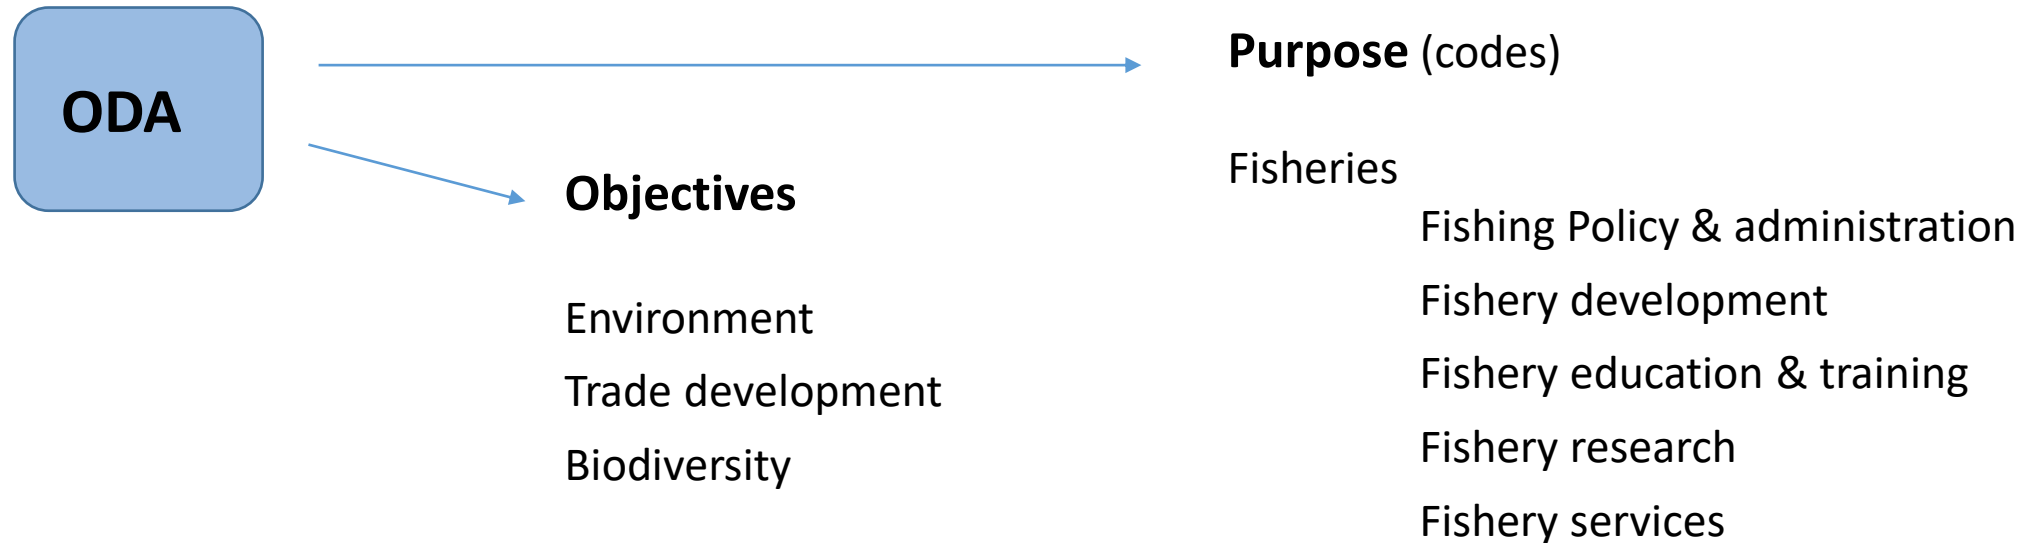 ODA
Objectives
Environment
Trade development
Biodiversity
Purpose (codes)
Fisheries
Fishing Policy & administration
Fishery development
Fishery education & training
Fishery research
Fishery services